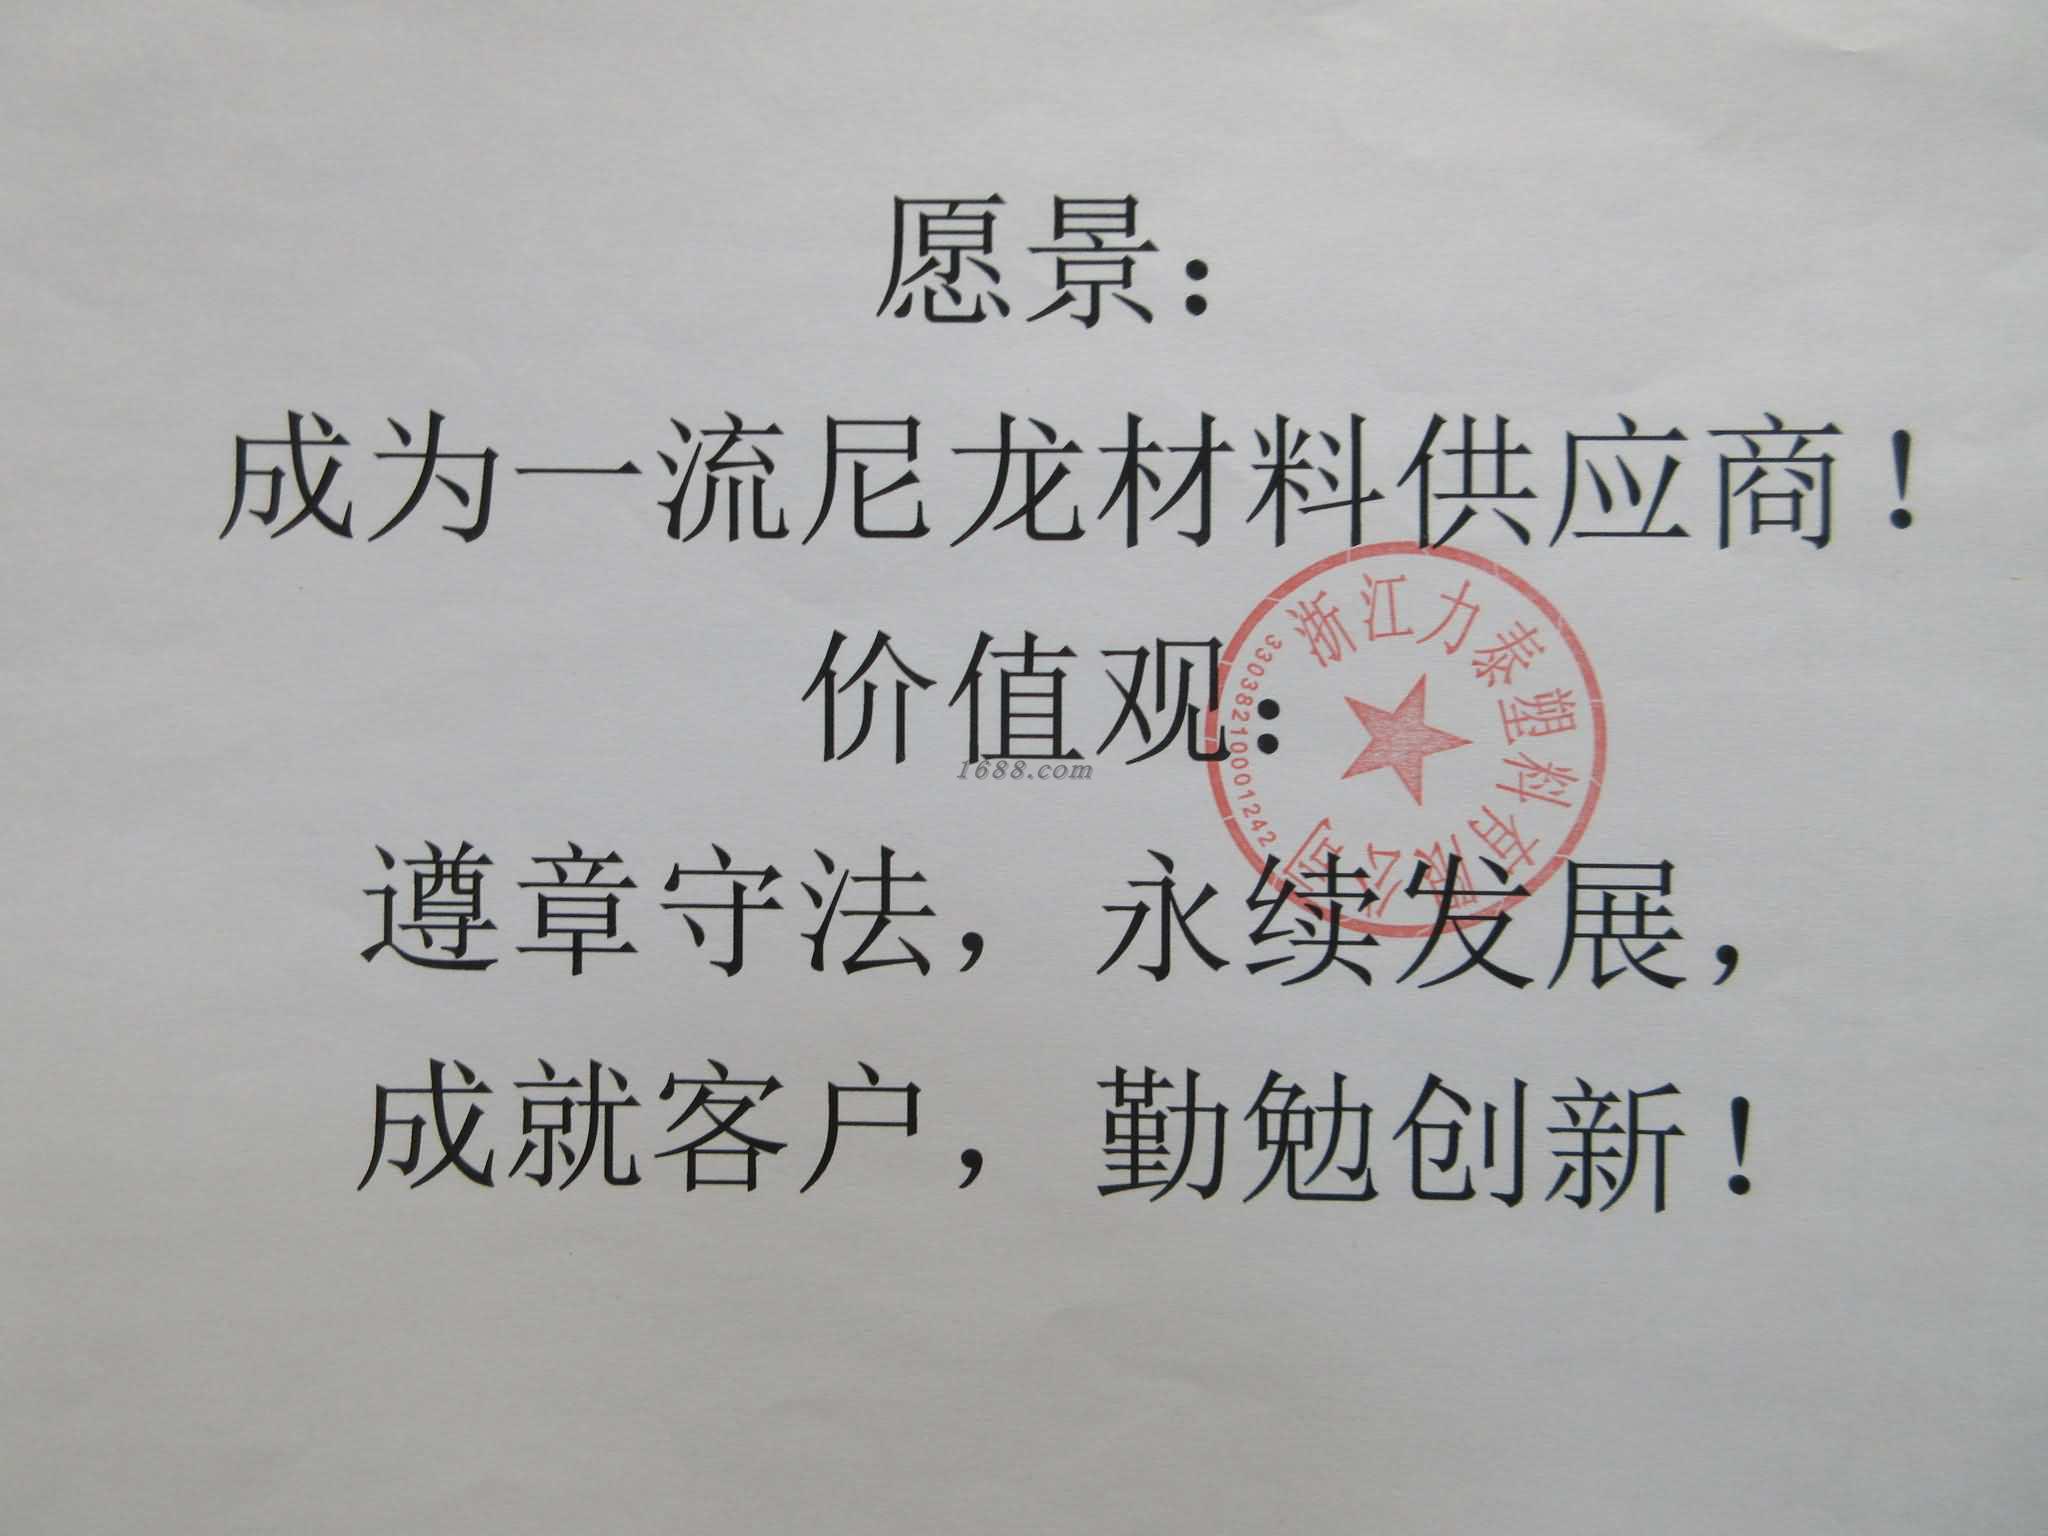 愿景：
成为一流尼龙材料供应商！
价值观：
1688.com
浙江力泰塑料有限公司
33038210001242
遵章守法，永续发展，
成就客户，勤勉创新！